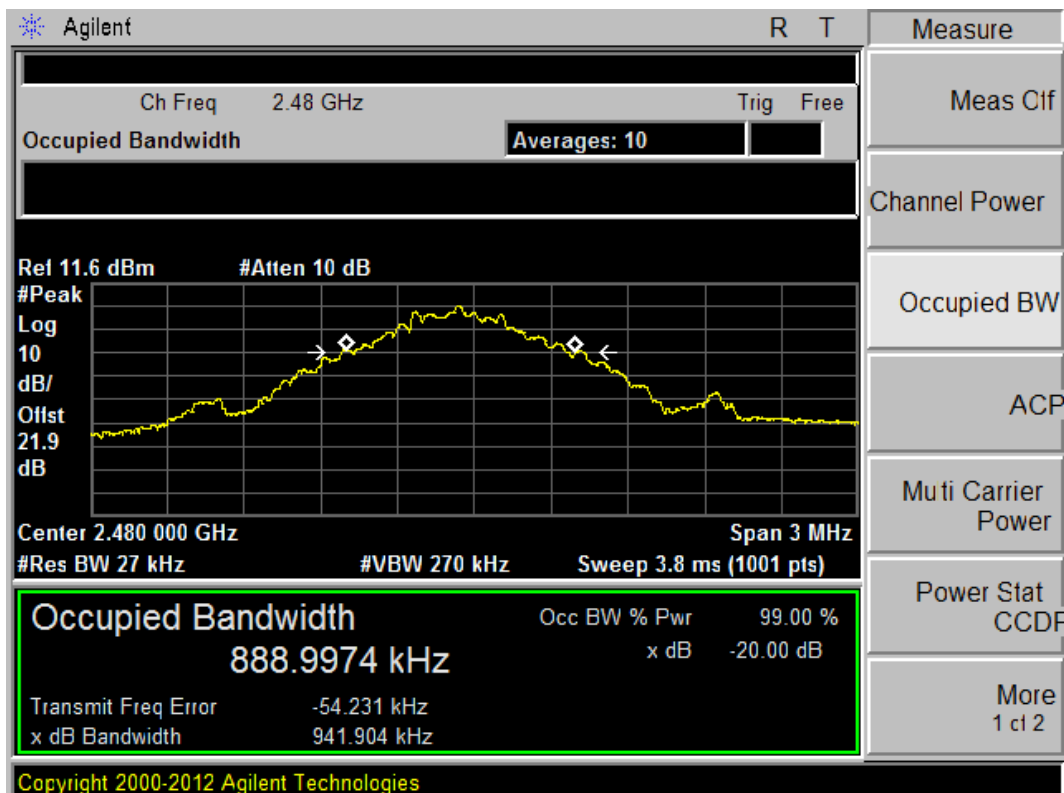 Agilent R T
Ch Freq 2.48 GHz Trig Free
Occupied Bandwidth Averages: 10
Ref 11.6 dBm #Atten 10 dB
#Peak
Log
10
dB/
Offst
21.9
dB
Center 2.480 000 GHz Span 3 MHz
#Res BW 27 kHz #VBW 270 kHz Sweep 3.8 ms (1001 pts)
Occupied Bandwidth Occ BW % Pwr 99.00 %
888.9974 kHz x dB -20.00 dB
Transmit Freq Error -54.231 kHz
x dB Bandwidth 941.904 kHz
Copyright 2000-2012 Agilent Technologies
Measure
Meas Off
Channel Power
Occupied BW
ACP
Multi Carrier
Power
Power Stat
CCDF
More
1 of 2